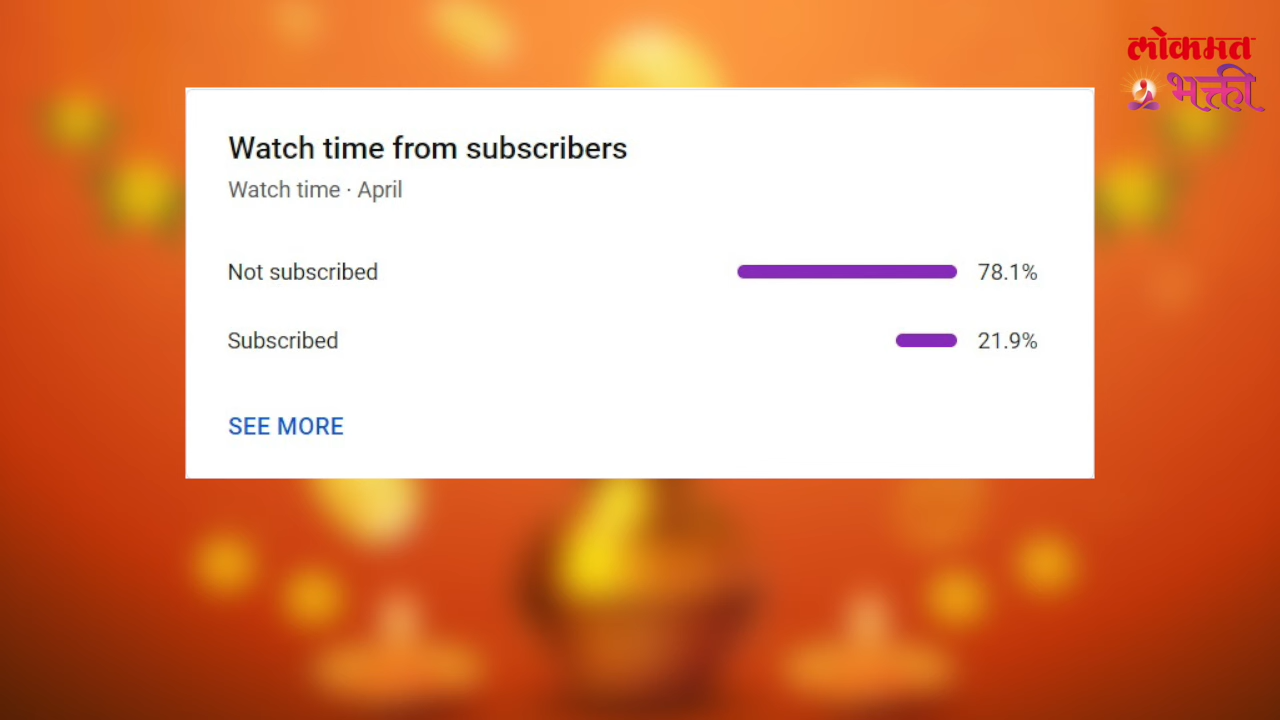 लोकमत
भक्ती
Watch time from subscribers
Watch time · April
Not subscribed 78.1%
Subscribed 21.9%
SEE MORE